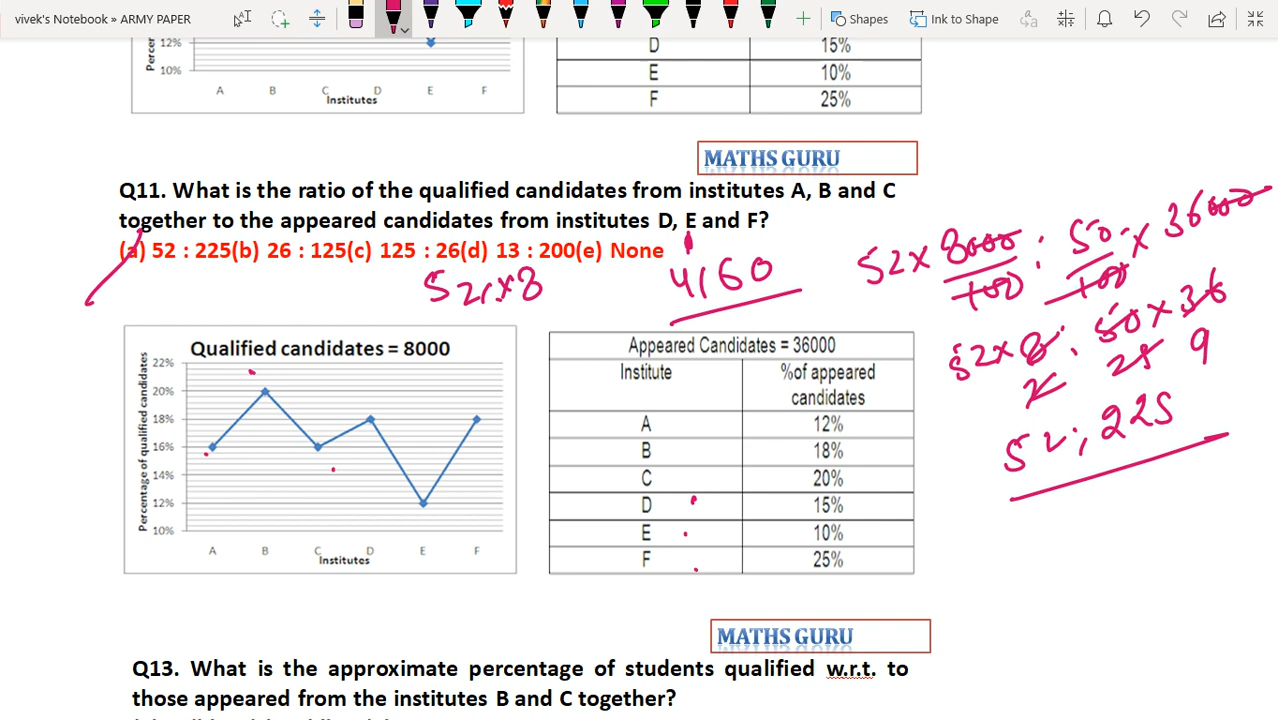 vivek's Notebook » ARMY PAPER
Shapes
Ink to Shape
12%
10%
A B C D E F
Institutes
D 15%
E 10%
F 25%
MATHS GURU
Q11. What is the ratio of the qualified candidates from institutes A, B and C
together to the appeared candidates from institutes D, E and F?
(a) 52 : 225(b) 26 : 125(c) 125 : 26(d) 13 : 200(e) None
4160
52 × 8000 : 50 × 36000
100 100
52 × 8 : 50 × 36
2 25 9
52 : 225
Qualified candidates = 8000
Percentage of qualified candidates
22%
20%
18%
16%
14%
12%
10%
A B C D E F
Institutes
Appeared Candidates = 36000
Institute %of appeared
candidates
A 12%
B 18%
C 20%
D 15%
E 10%
F 25%
MATHS GURU
Q13. What is the approximate percentage of students qualified w.r.t. to
those appeared from the institutes B and C together?